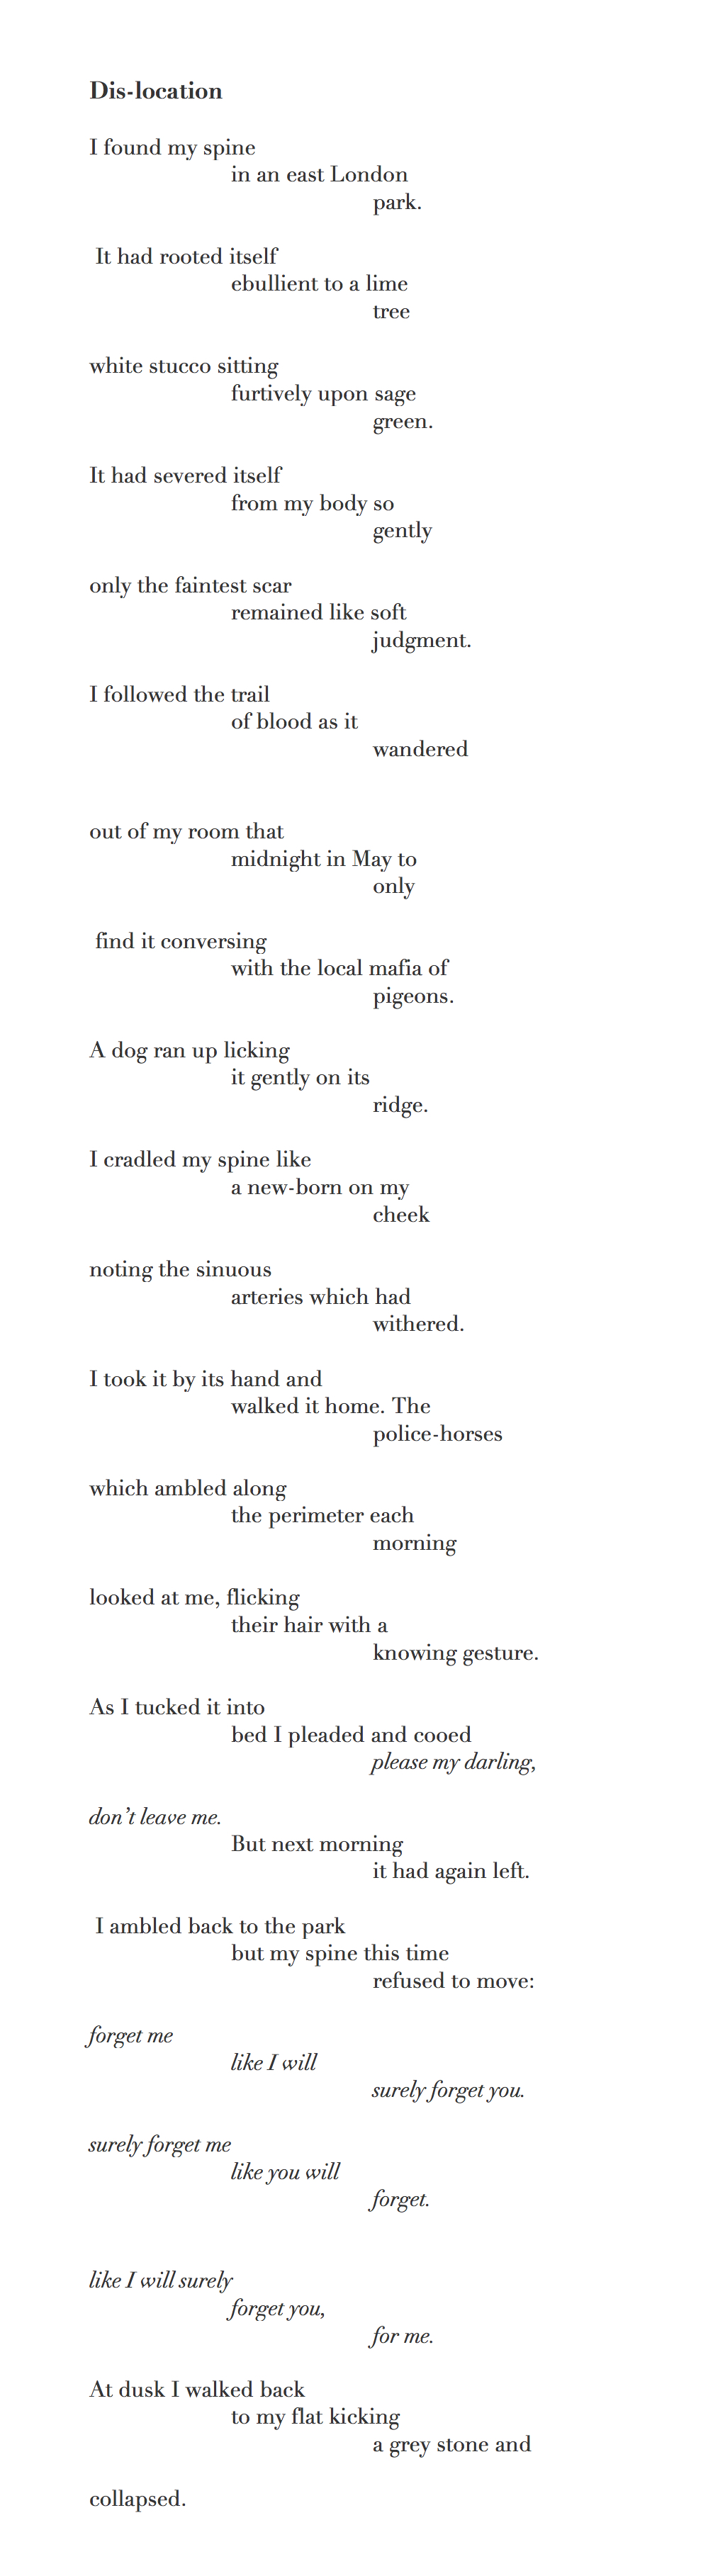 Dis-location
I found my spine
in an east London
park.
It had rooted itself
ebullient to a lime
tree
white stucco sitting
furtively upon sage
green.
It had severed itself
from my body so
gently
only the faintest scar
remained like soft
judgment.
I followed the trail
of blood as it
wandered
out of my room that
midnight in May to
only
find it conversing
with the local mafia of
pigeons.
A dog ran up licking
it gently on its
ridge.
I cradled my spine like
a new-born on my
cheek
noting the sinuous
arteries which had
withered.
I took it by its hand and
walked it home. The
police-horses
which ambled along
the perimeter each
morning
looked at me, flicking
their hair with a
knowing gesture.
As I tucked it into
bed I pleaded and cooed
please my darling,
don’t leave me.
But next morning
it had again left.
I ambled back to the park
but my spine this time
refused to move:
forget me
like I will
surely forget you.
surely forget me
like you will
forget.
like I will surely
forget you,
for me.
At dusk I walked back
to my flat kicking
a grey stone and
collapsed.